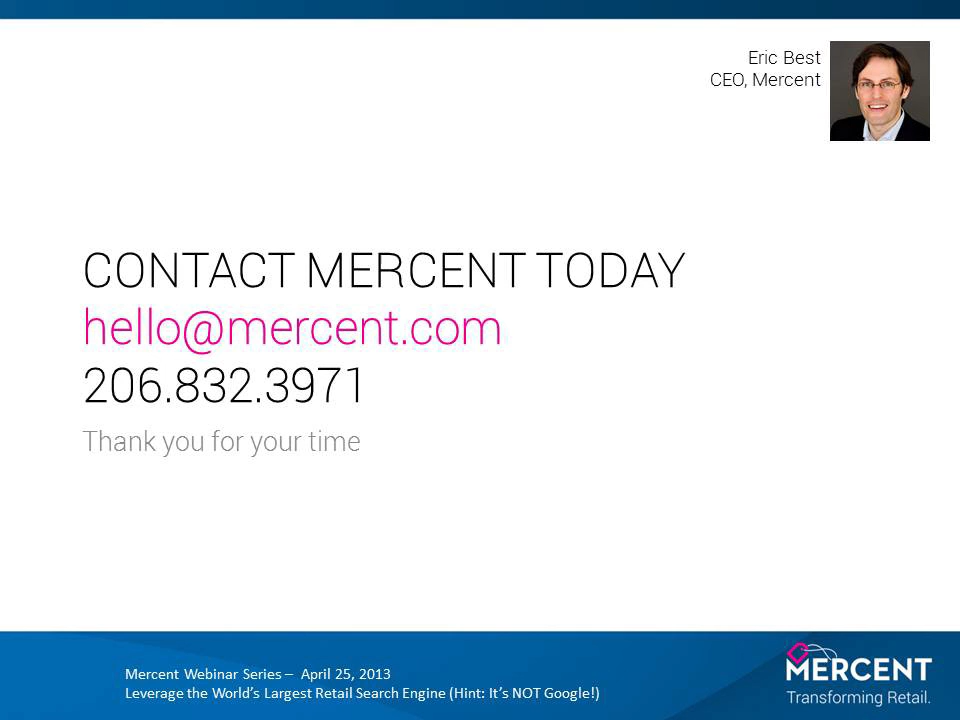 Eric Best
CEO, Mercent
CONTACT MERCENT TODAY
hello@mercent.com
206.832.3971
Thank you for your time
Mercent Webinar Series – April 25, 2013
Leverage the World’s Largest Retail Search Engine (Hint: It’s NOT Google!)
MERCENT
Transforming Retail.